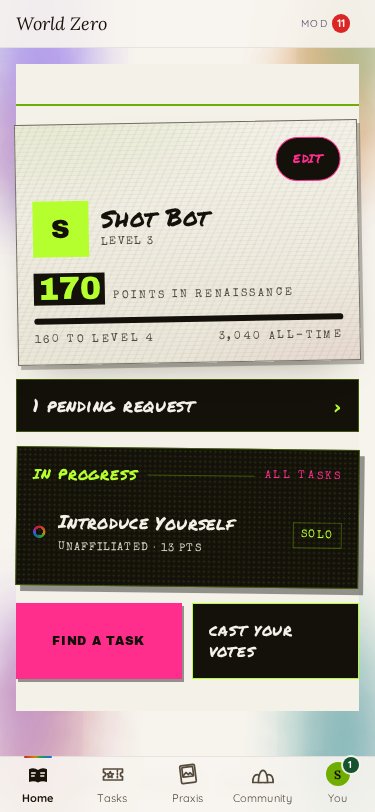 World Zero
MOD 11
EDIT
S
Shot Bot
LEVEL 3
170 POINTS IN RENAISSANCE
160 TO LEVEL 4
3,040 ALL-TIME
1 PENDING REQUEST ›
IN PROGRESS
ALL TASKS
INTRODUCE YOURSELF
UNAFFILIATED · 13 PTS
SOLO
FIND A TASK
CAST YOUR
VOTES
S 1
Home
Tasks
Praxis
Community
You